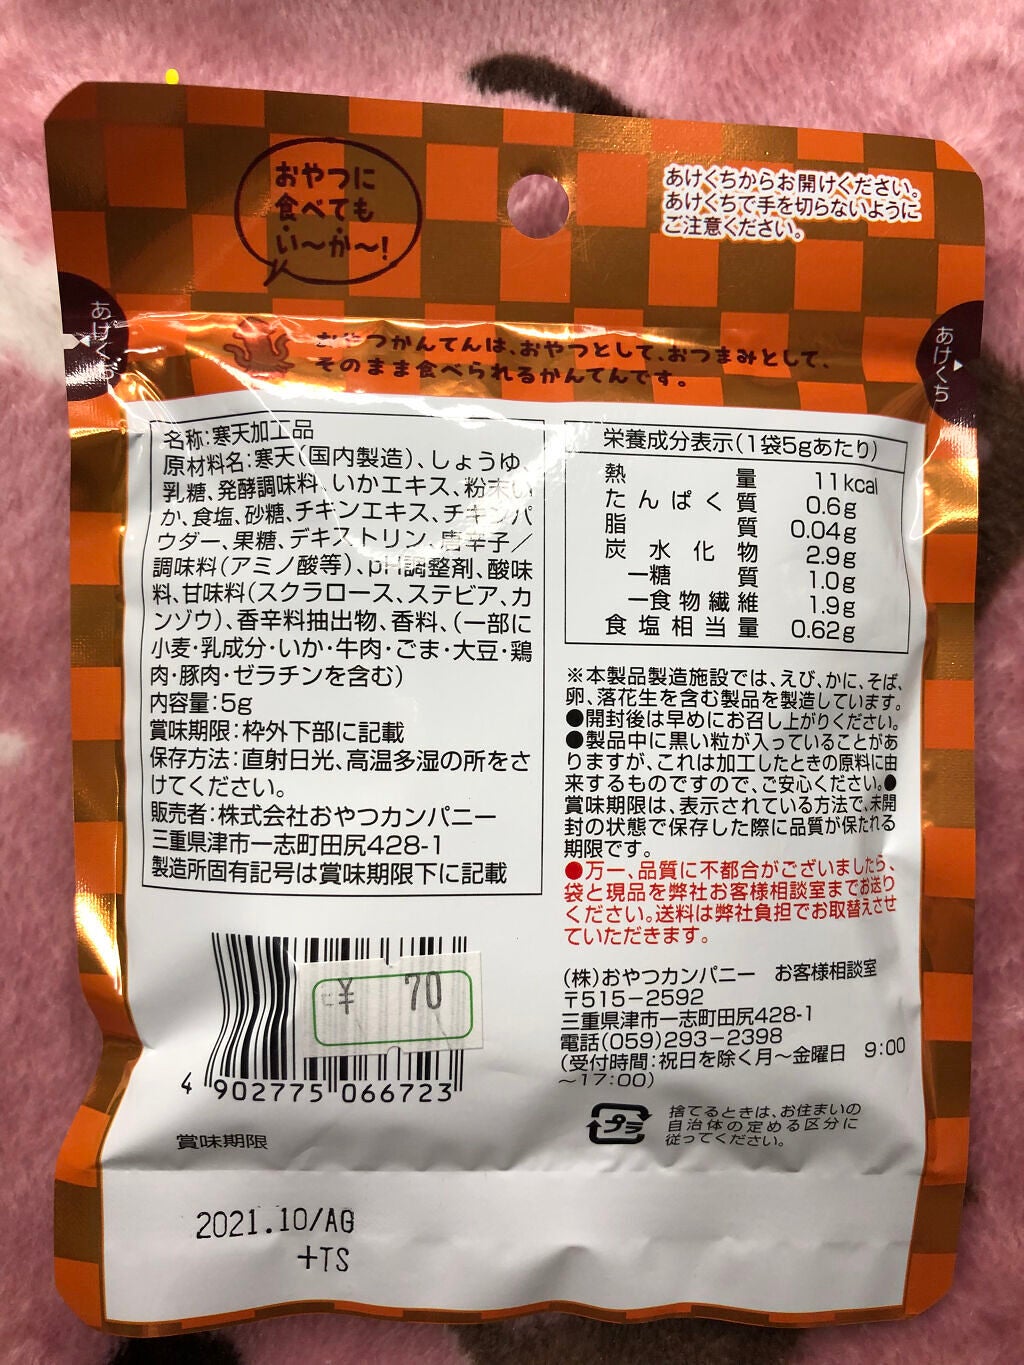 おやつに
食べても
い〜か〜!
あけくちからお開けください。
あけくちで手を切らないように
ご注意ください。
あけくち
あけくち
おやつかんてんは、おやつとして、おつまみとして、
そのまま食べられるかんてんです。
名称:寒天加工品
原材料名:寒天(国内製造)、しょうゆ、
乳糖、発酵調味料、いかエキス、粉末い
か、食塩、砂糖、チキンエキス、チキンパ
ウダー、果糖、デキストリン、唐辛子/
調味料(アミノ酸等)、pH調整剤、酸味
料、甘味料(スクラロース、ステビア、カ
ンゾウ)、香辛料抽出物、香料、(一部に
小麦・乳成分・いか・牛肉・ごま・大豆・鶏
肉・豚肉・ゼラチンを含む)
内容量:5g
賞味期限:枠外下部に記載
保存方法:直射日光、高温多湿の所をさ
けてください。
販売者:株式会社おやつカンパニー
三重県津市一志町田尻428-1
製造所固有記号は賞味期限下に記載
栄養成分表示(1袋5gあたり)
熱量 11kcal
たんぱく質 0.6g
脂質 0.04g
炭水化物 2.9g
ー糖質 1.0g
ー食物繊維 1.9g
食塩相当量 0.62g
※本製品製造施設では、えび、かに、そば、
卵、落花生を含む製品を製造しています。
●開封後は早めにお召し上がりください。
●製品中に黒い粒が入っていることがあ
りますが、これは加工したときの原料に由
来するものですので、ご安心ください。●
賞味期限は、表示されている方法で、未開
封の状態で保存した際に品質が保たれる
期限です。
●万一、品質に不都合がございましたら、
袋と現品を弊社お客様相談室までお送り
ください。送料は弊社負担でお取替えさせ
ていただきます。
(株)おやつカンパニー お客様相談室
〒515-2592
三重県津市一志町田尻428-1
電話(059)293-2398
(受付時間:祝日を除く月〜金曜日 9:00
〜17:00)
プラ
捨てるときは、お住まいの
自治体の定める区分に
従ってください。
¥ 70
4 902775 066723
賞味期限
2021.10/AG
+TS